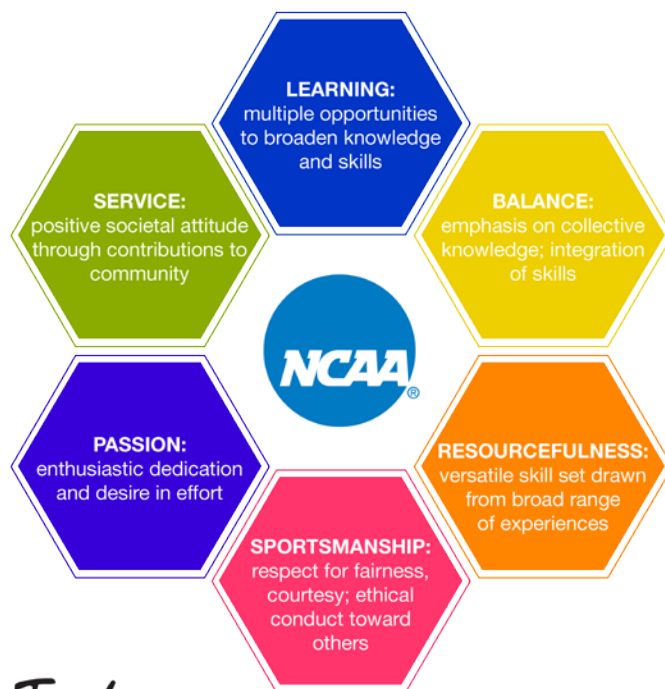 LEARNING:
multiple opportunities
to broaden knowledge
and skills
SERVICE:
positive societal attitude
through contributions to
community
BALANCE:
emphasis on collective
knowledge; integration
of skills
NCAA®
PASSION:
enthusiastic dedication
and desire in effort
RESOURCEFULNESS:
versatile skill set drawn
from broad range
of experiences
SPORTSMANSHIP:
respect for fairness,
courtesy; ethical
conduct toward
others